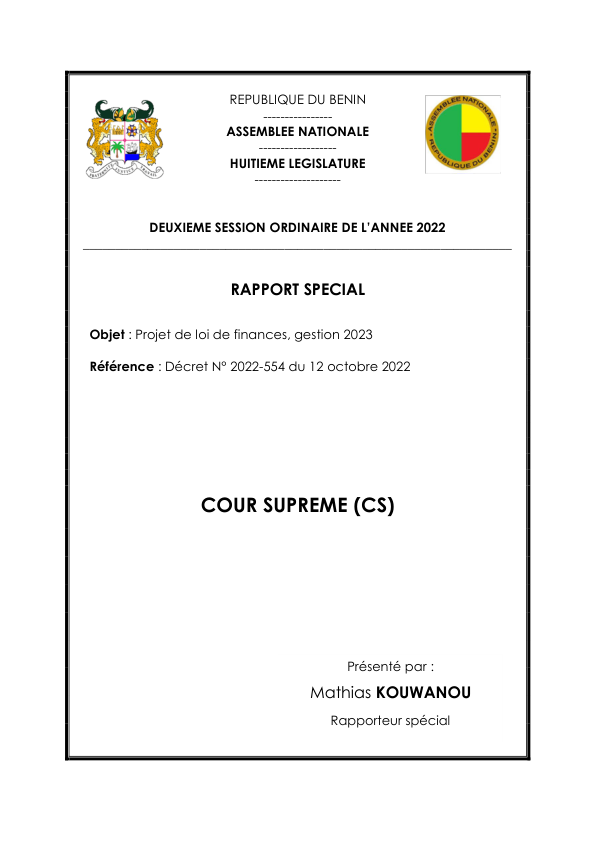 REPUBLIQUE DU BENIN
----------------
ASSEMBLEE NATIONALE
------------------
HUITIEME LEGISLATURE
--------------------
FRATERNITE JUSTICE TRAVAIL
ASSEMBLEE NATIONALE
REPUBLIQUE DU BENIN
DEUXIEME SESSION ORDINAIRE DE L’ANNEE 2022
RAPPORT SPECIAL
Objet : Projet de loi de finances, gestion 2023
Référence : Décret N° 2022-554 du 12 octobre 2022
COUR SUPREME (CS)
Présenté par :
Mathias KOUWANOU
Rapporteur spécial